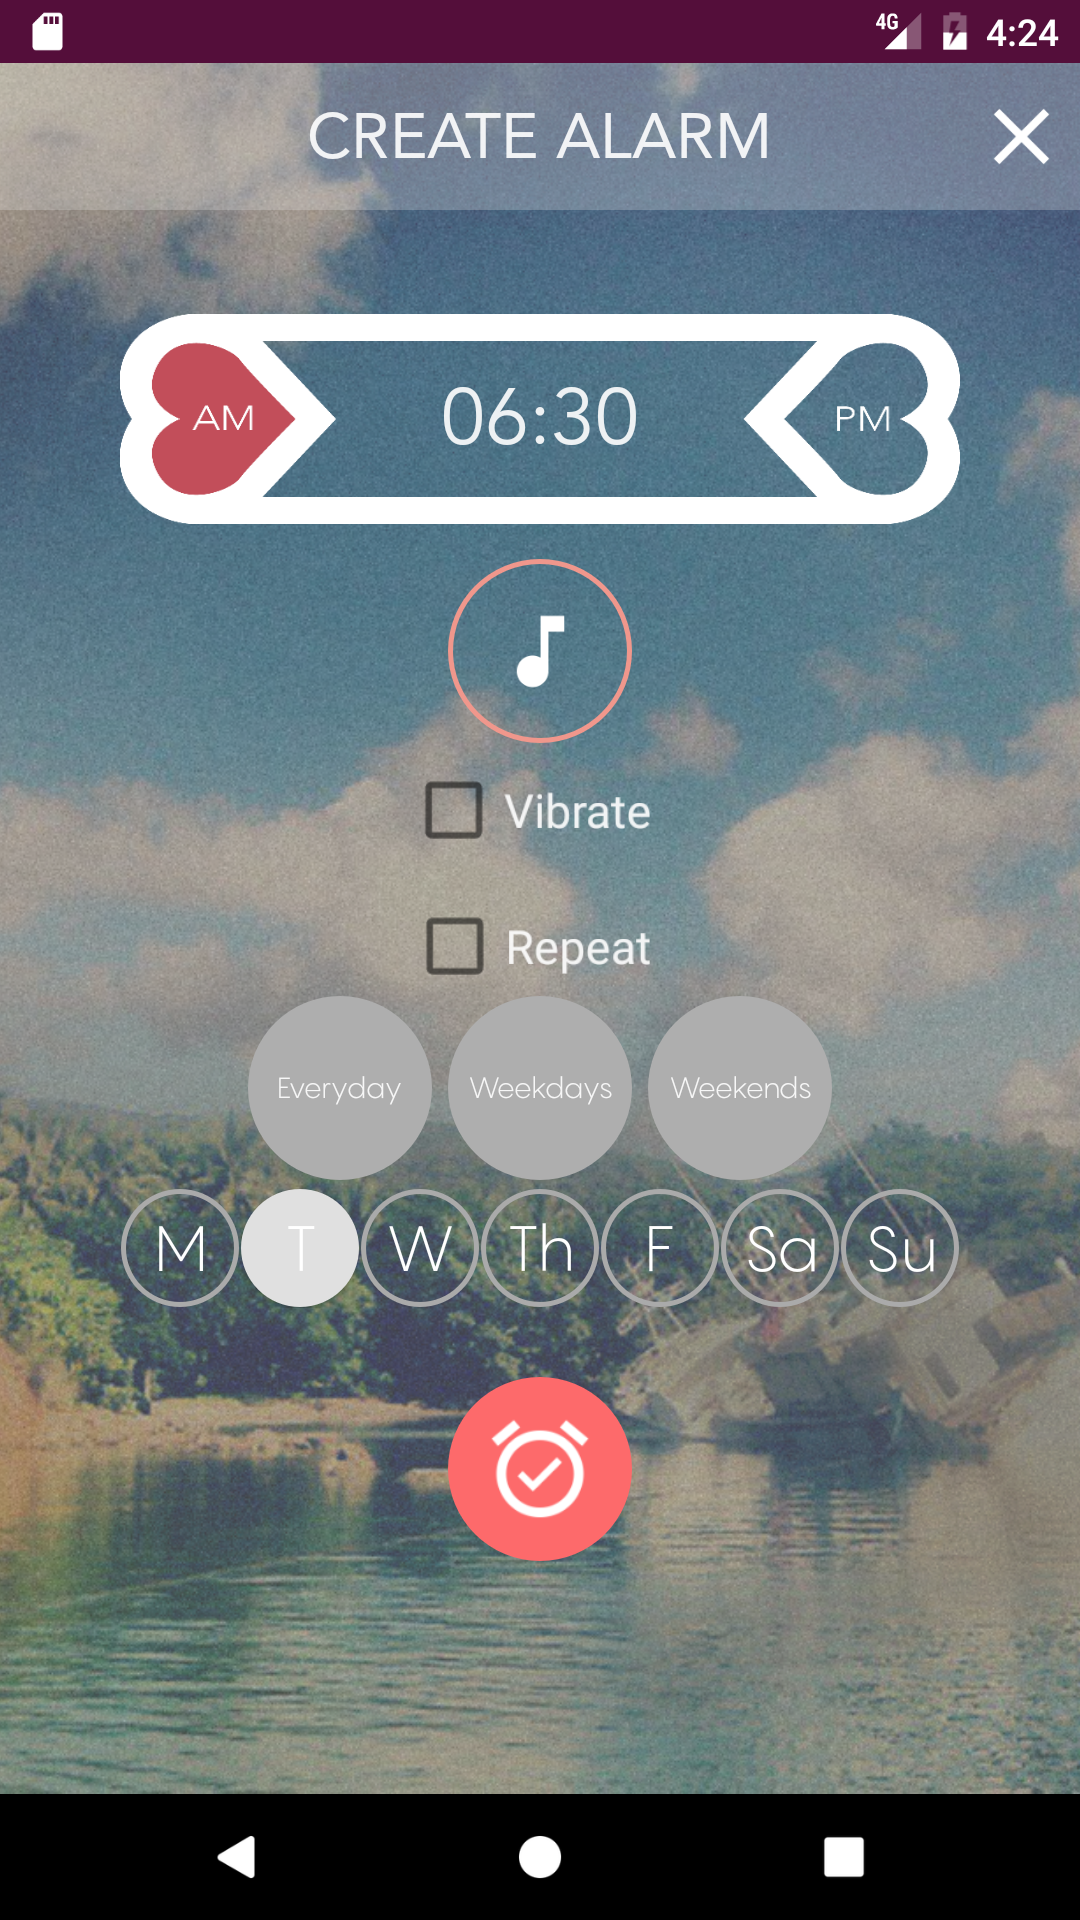 4G 4:24
CREATE ALARM
AM 06:30 PM
Vibrate
Repeat
Everyday Weekdays Weekends
M T W Th F Sa Su